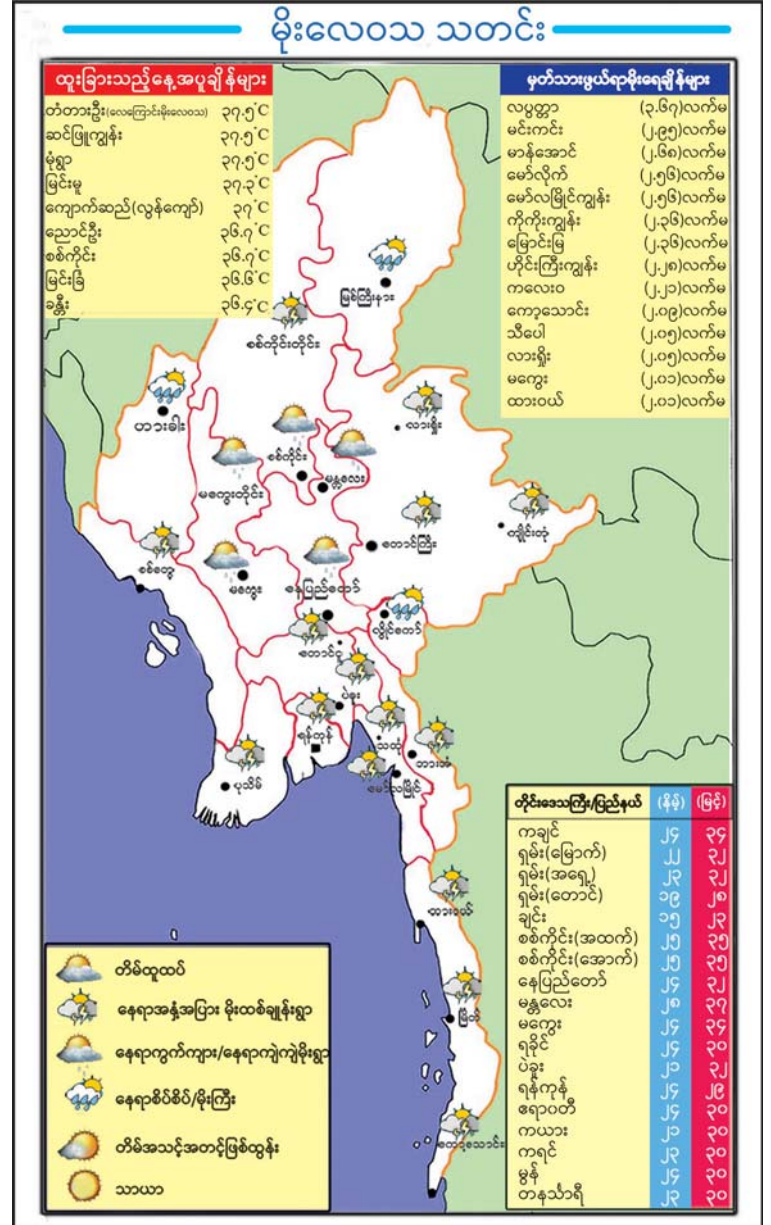 မိုးလေဝသ သတင်း
ထူးခြားသည့်နေ့အပူချိန်များ
တံတားဦး(လေကြောင်းမိုးလေဝသ) ၃၇.၅°C
ဆင်ဖြူကျွန်း ၃၇.၅°C
မုံရွာ ၃၇.၅°C
မြင်းမူ ၃၇.၃°C
ကျောက်ဆည်(လွန်ကျော်) ၃၇°C
ညောင်ဦး ၃၆.၇°C
စစ်ကိုင်း ၃၆.၇°C
မြင်းခြံ ၃၆.၆°C
ခန္တီး ၃၆.၄°C
မှတ်သားဖွယ်ရာမိုးရေချိန်များ
လပွတ္တာ (၃.၆၇)လက်မ
မင်းကင်း (၂.၉၅)လက်မ
မာန်အောင် (၂.၆၈)လက်မ
မော်လိုက် (၂.၅၆)လက်မ
မော်လမြိုင်ကျွန်း (၂.၅၆)လက်မ
ကိုကိုးကျွန်း (၂.၃၆)လက်မ
မြောင်းမြ (၂.၃၆)လက်မ
ဟိုင်းကြီးကျွန်း (၂.၂၈)လက်မ
ကလေးဝ (၂.၂၁)လက်မ
ကော့သောင်း (၂.၀၉)လက်မ
သီပေါ (၂.၀၅)လက်မ
လားရှိုး (၂.၀၅)လက်မ
မကွေး (၂.၀၁)လက်မ
ထားဝယ် (၂.၀၁)လက်မ
မြစ်ကြီးနား
စစ်ကိုင်းတိုင်း
ဟားခါး
လားရှိုး
စစ်ကိုင်း
မန္တလေး
မကွေးတိုင်း
ကျိုင်းတုံ
တောင်ကြီး
စစ်တွေ
မကွေး
နေပြည်တော်
လွိုင်ကော်
တောင်ငူ
ပဲခူး
ရန်ကုန်
သထုံ
ဘားအံ
ပုသိမ်
မော်လမြိုင်
ထားဝယ်
မြိတ်
ကော့သောင်း
တိမ်ထူထပ်
နေရာအနှံ့အပြား မိုးထစ်ချုန်းရွာ
နေရာကွက်ကျား/နေရာကျဲကျဲမိုးရွာ
နေရာစိပ်စိပ်/မိုးကြီး
တိမ်အသင့်အတင့်ဖြစ်ထွန်း
သာယာ
တိုင်းဒေသကြီး/ပြည်နယ် (နိမ့်) (မြင့်)
ကချင် ၂၄ ၃၄
ရှမ်း(မြောက်) ၂၂ ၃၂
ရှမ်း(အရှေ့) ၂၃ ၃၂
ရှမ်း(တောင်) ၁၉ ၂၈
ချင်း ၁၅ ၂၃
စစ်ကိုင်း(အထက်) ၂၅ ၃၅
စစ်ကိုင်း(အောက်) ၂၅ ၃၅
နေပြည်တော် ၂၄ ၃၂
မန္တလေး ၂၈ ၃၇
မကွေး ၂၄ ၃၄
ရခိုင် ၂၄ ၃၀
ပဲခူး ၂၁ ၃၂
ရန်ကုန် ၂၄ ၂၉
ဧရာဝတီ ၂၄ ၃၀
ကယား ၂၁ ၃၀
ကရင် ၂၃ ၃၀
မွန် ၂၄ ၃၀
တနင်္သာရီ ၂၃ ၃၀